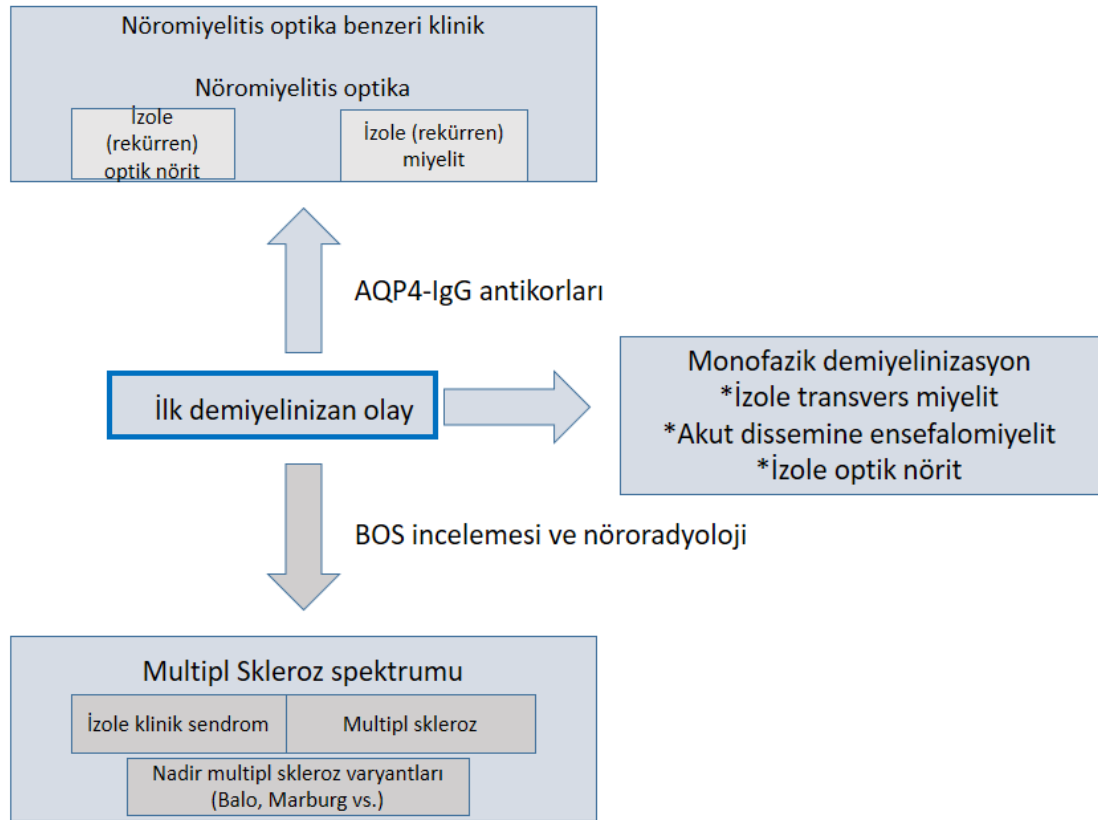 Nöromiyelitis optika benzeri klinik
Nöromiyelitis optika
İzole
(rekürren)
optik nörit
İzole (rekürren)
miyelit
AQP4-IgG antikorları
İlk demiyelinizan olay
Monofazik demiyelinizasyon
*İzole transvers miyelit
*Akut dissemine ensefalomiyelit
*İzole optik nörit
BOS incelemesi ve nöroradyoloji
Multipl Skleroz spektrumu
İzole klinik sendrom
Multipl skleroz
Nadir multipl skleroz varyantları
(Balo, Marburg vs.)